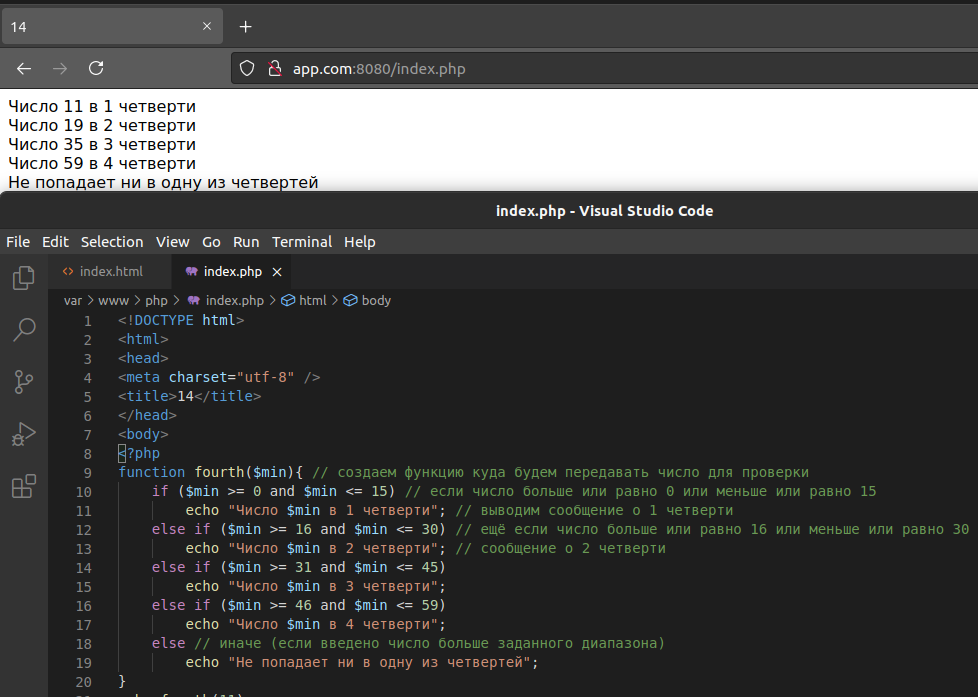 14
app.com:8080/index.php
Число 11 в 1 четверти
Число 19 в 2 четверти
Число 35 в 3 четверти
Число 59 в 4 четверти
Не попадает ни в одну из четвертей
index.php - Visual Studio Code
File Edit Selection View Go Run Terminal Help
index.html index.php
var > www > php > index.php > html > body
1 <!DOCTYPE html>
2 <html>
3 <head>
4 <meta charset="utf-8" />
5 <title>14</title>
6 </head>
7 <body>
8 <?php
9 function fourth($min){ // создаем функцию куда будем передавать число для проверки
10 if ($min >= 0 and $min <= 15) // если число больше или равно 0 или меньше или равно 15
11 echo "Число $min в 1 четверти"; // выводим сообщение о 1 четверти
12 else if ($min >= 16 and $min <= 30) // ещё если число больше или равно 16 или меньше или равно 30
13 echo "Число $min в 2 четверти"; // сообщение о 2 четверти
14 else if ($min >= 31 and $min <= 45)
15 echo "Число $min в 3 четверти";
16 else if ($min >= 46 and $min <= 59)
17 echo "Число $min в 4 четверти";
18 else // иначе (если введено число больше заданного диапазона)
19 echo "Не попадает ни в одну из четвертей";
20 }